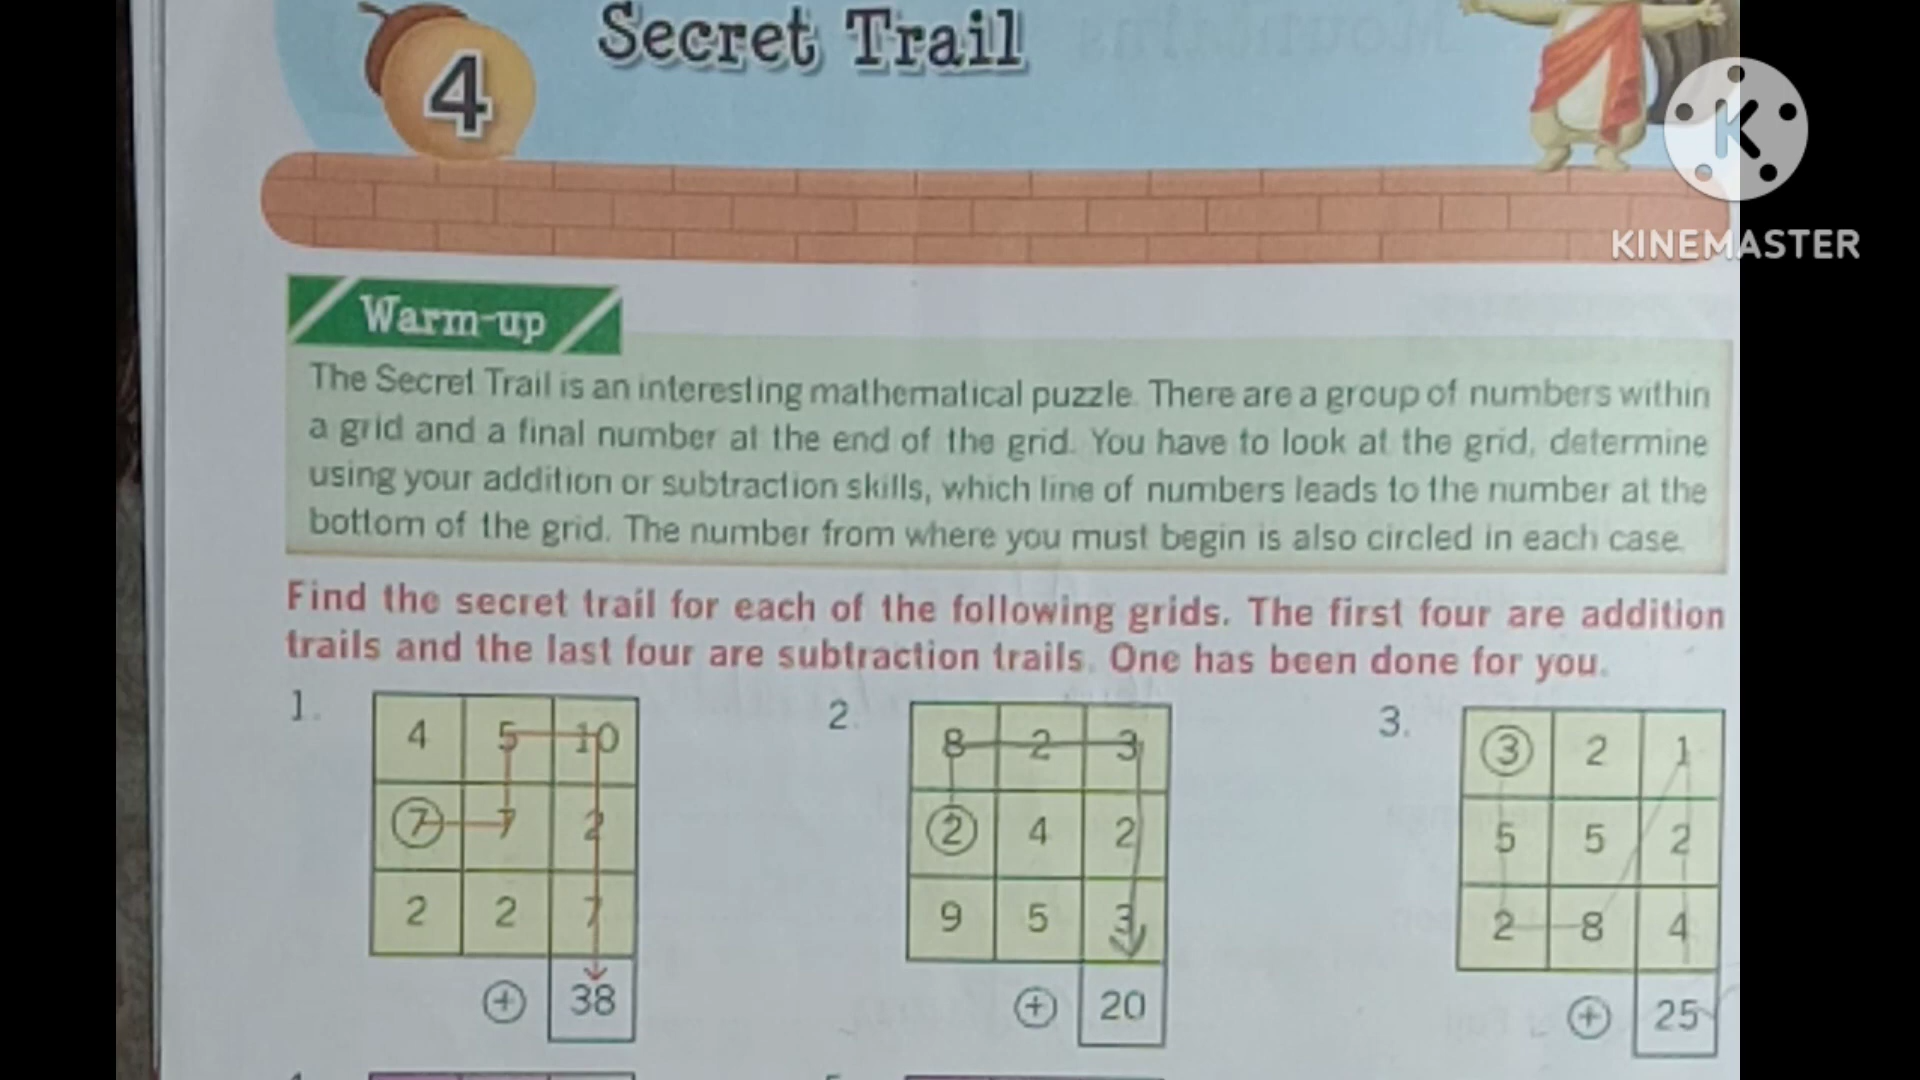 4
Secret Trail
KINEMASTER
Warm-up
The Secret Trail is an interesting mathematical puzzle. There are a group of numbers within
a grid and a final number at the end of the grid. You have to look at the grid, determine
using your addition or subtraction skills, which line of numbers leads to the number at the
bottom of the grid. The number from where you must begin is also circled in each case.
Find the secret trail for each of the following grids. The first four are addition
trails and the last four are subtraction trails. One has been done for you.
1.
4 5 10
7 7 2
2 2 7
+ 38
2.
8 2 3
2 4 2
9 5 3
+ 20
3.
3 2 1
5 5 2
2 8 4
+ 25